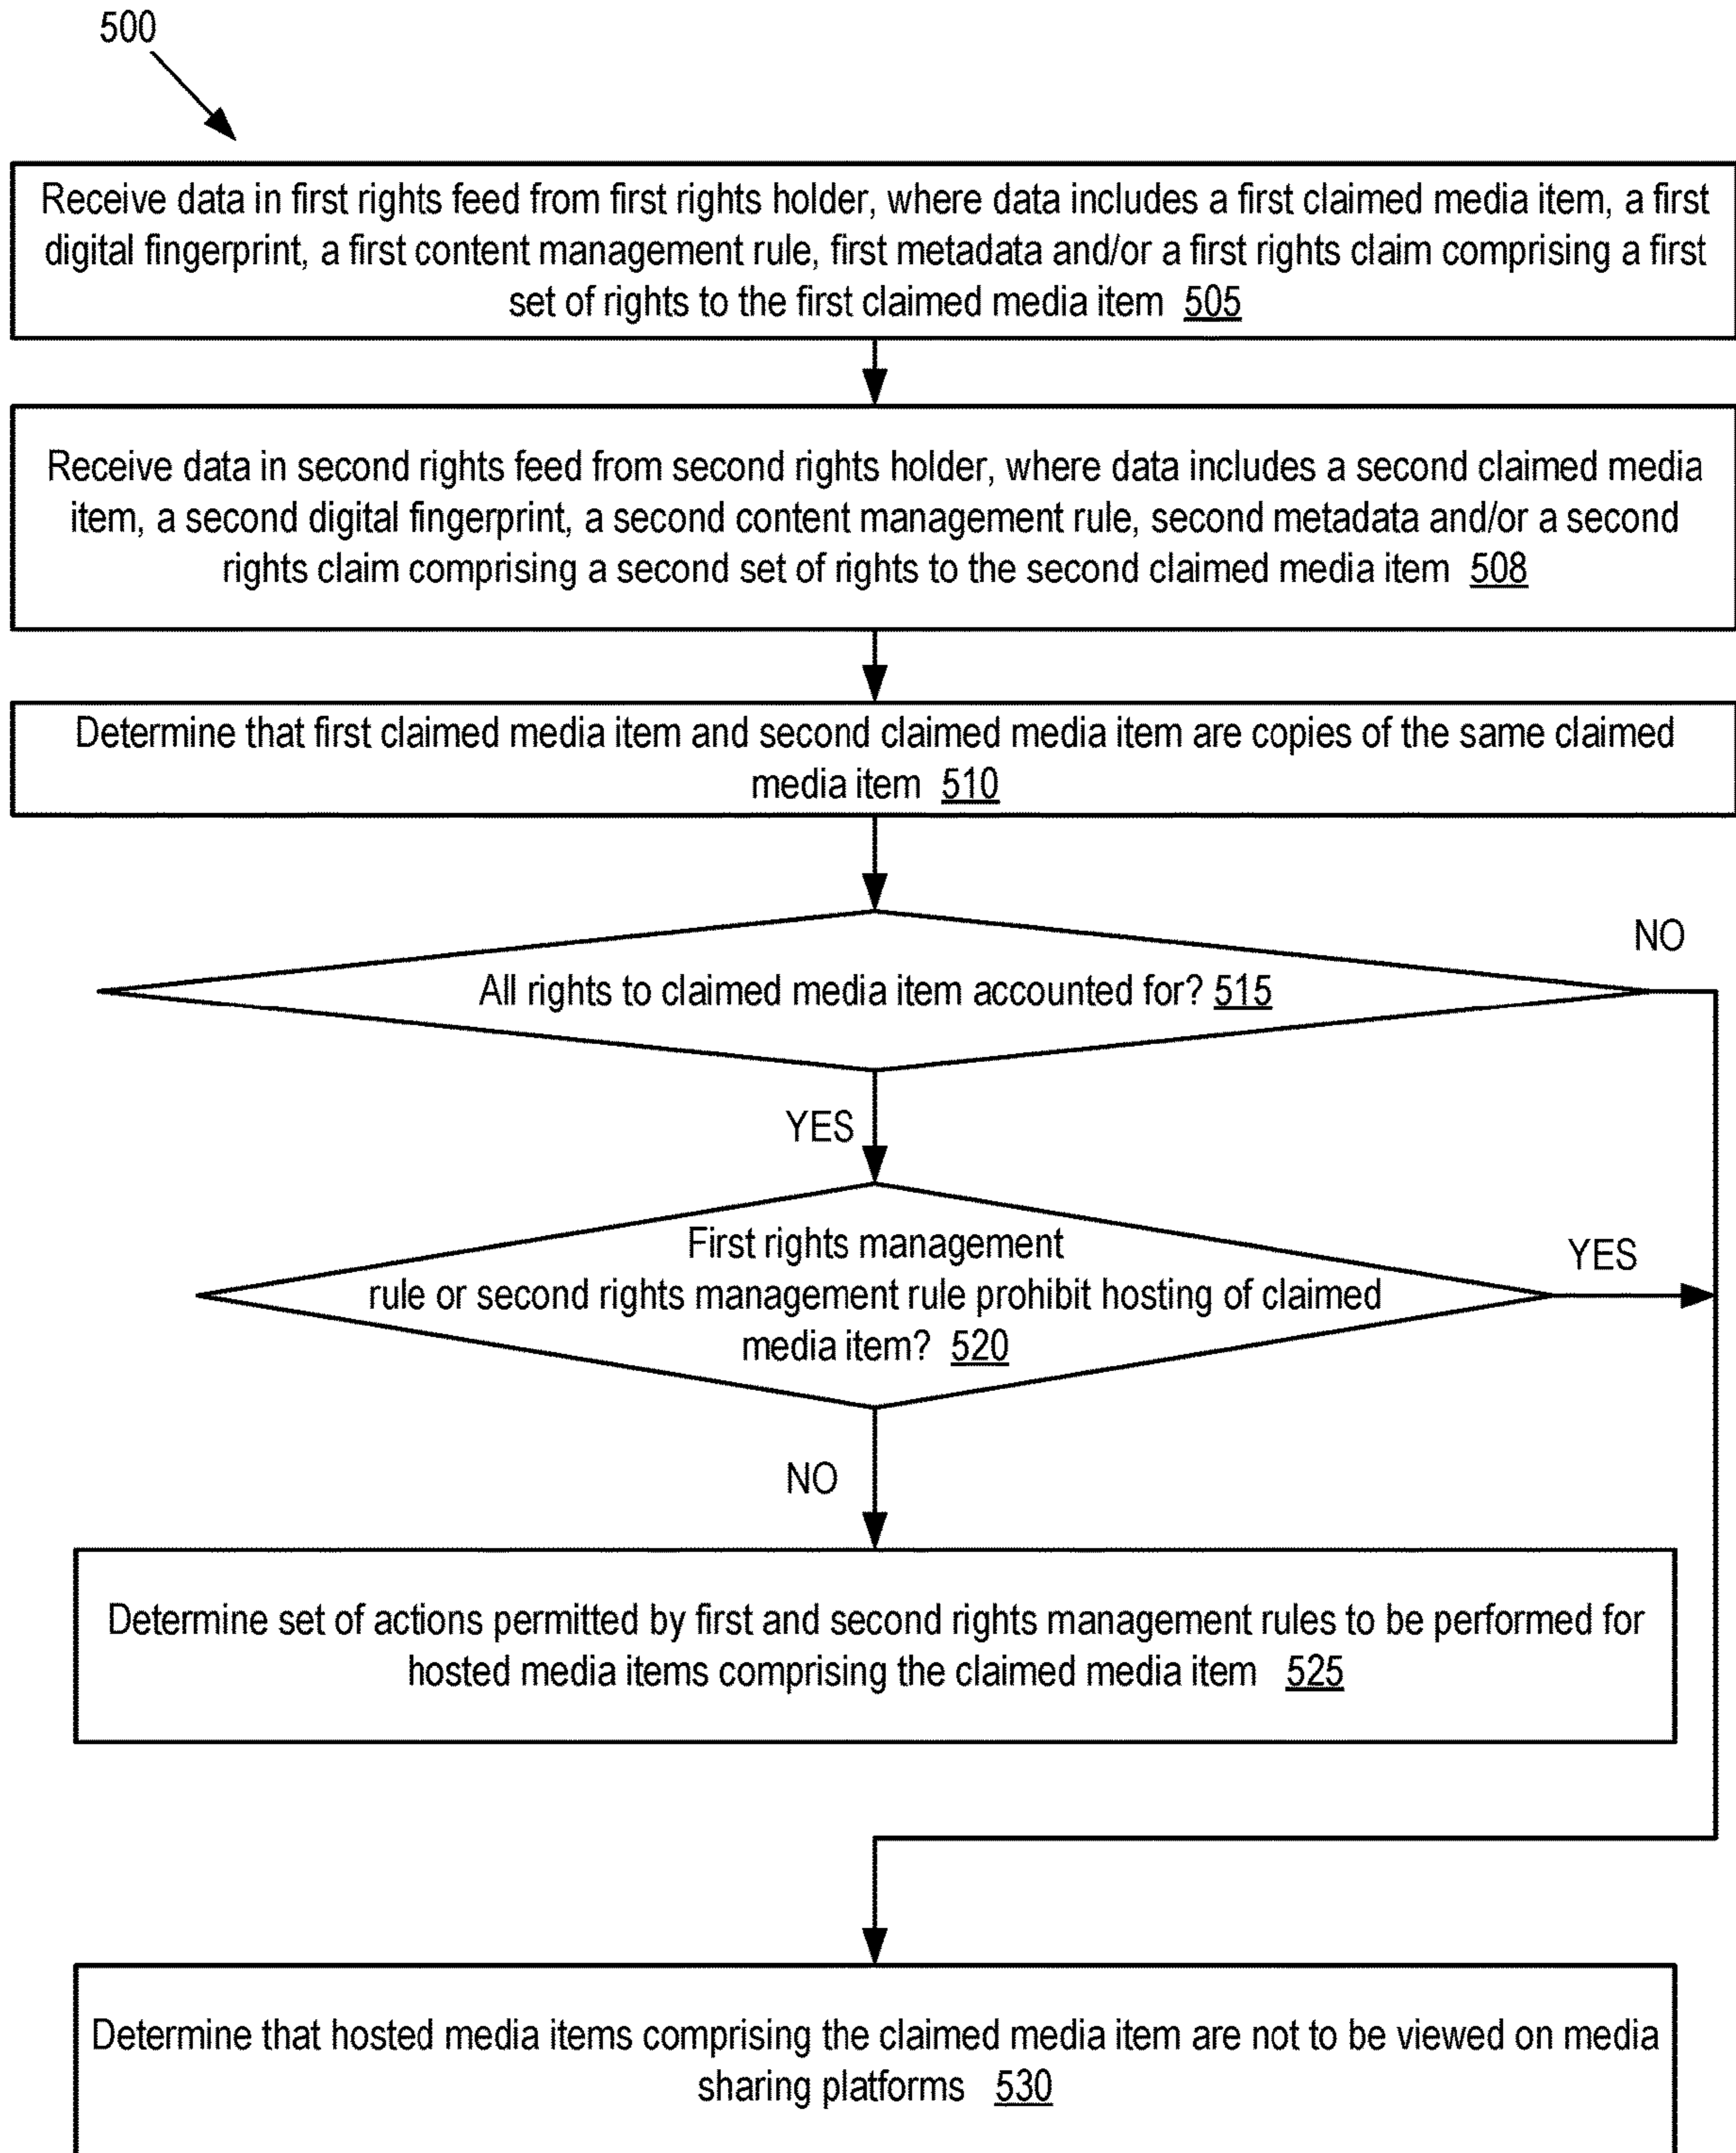 500
Receive data in first rights feed from first rights holder, where data includes a first claimed media item, a first
digital fingerprint, a first content management rule, first metadata and/or a first rights claim comprising a first
set of rights to the first claimed media item 505
Receive data in second rights feed from second rights holder, where data includes a second claimed media
item, a second digital fingerprint, a second content management rule, second metadata and/or a second
rights claim comprising a second set of rights to the second claimed media item 508
Determine that first claimed media item and second claimed media item are copies of the same claimed
media item 510
NO
All rights to claimed media item accounted for? 515
YES
First rights management
YES
rule or second rights management rule prohibit hosting of claimed
media item? 520
NO
Determine set of actions permitted by first and second rights management rules to be performed for
hosted media items comprising the claimed media item 525
Determine that hosted media items comprising the claimed media item are not to be viewed on media
sharing platforms 530